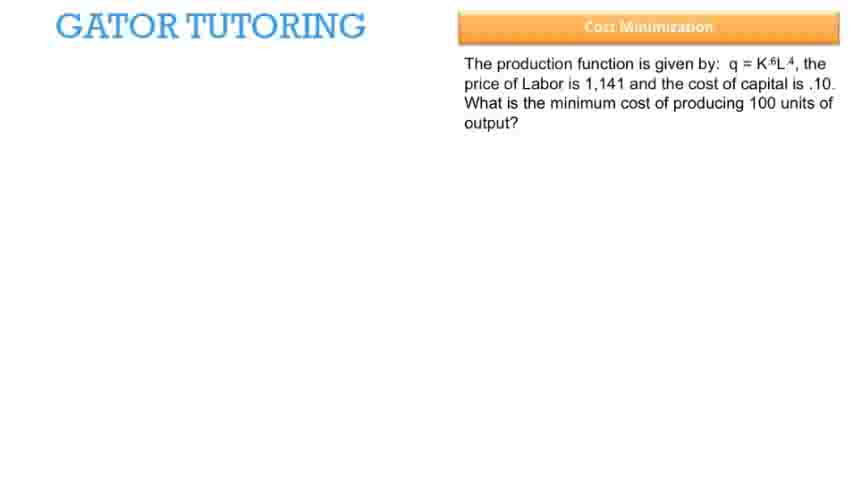 GATOR TUTORING
Cost Minimization
The production function is given by: q = K.6L.4, the
price of Labor is 1,141 and the cost of capital is .10.
What is the minimum cost of producing 100 units of
output?